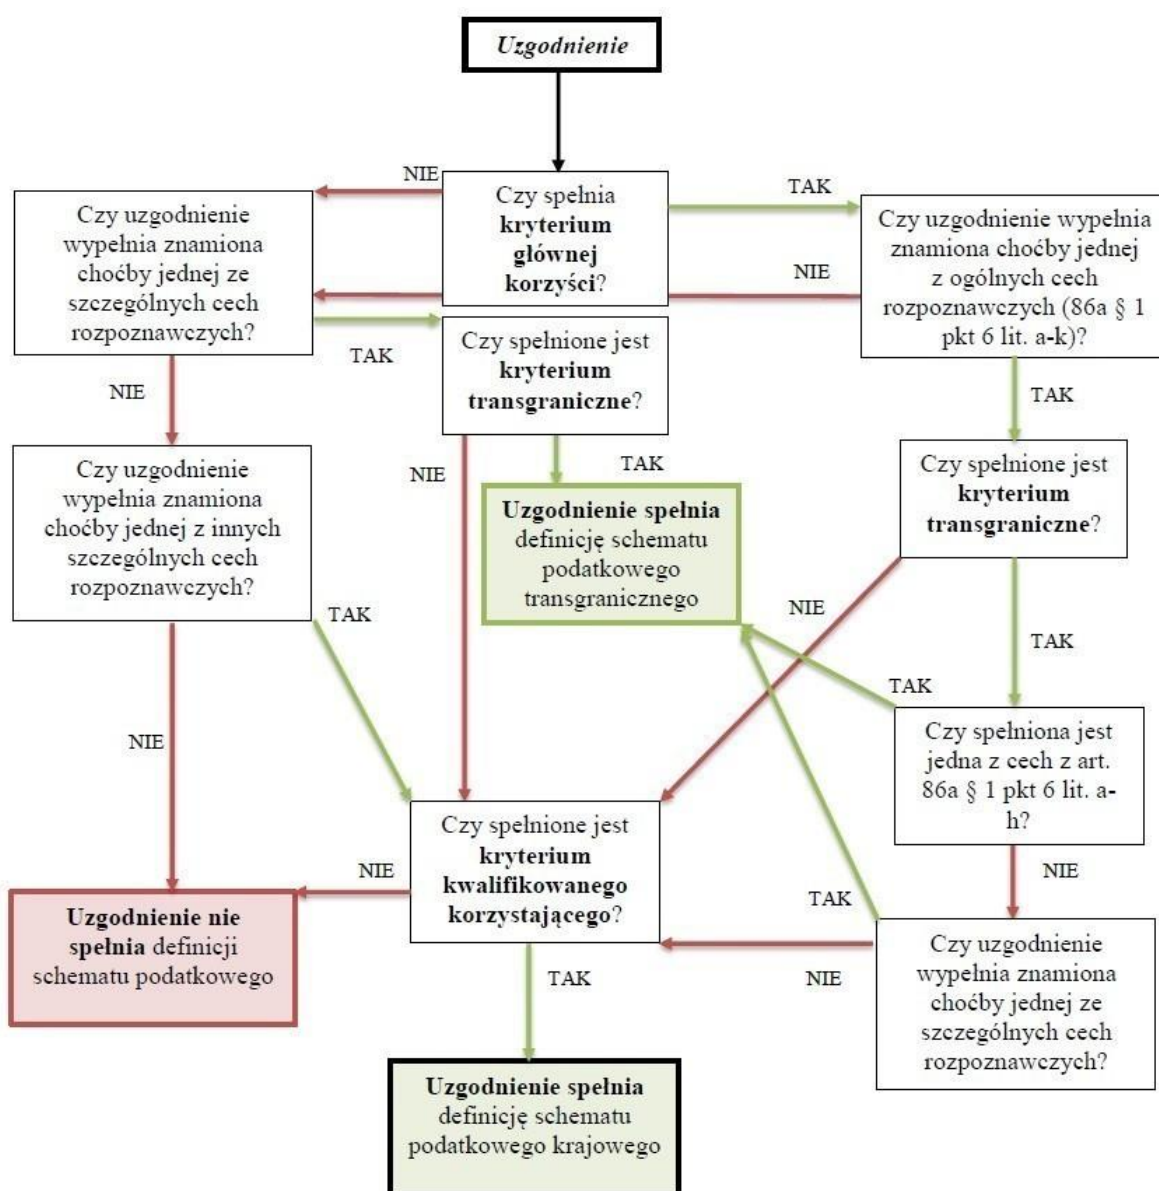 Uzgodnienie
NIE
Czy spełnia
kryterium
głównej
korzyści?
TAK
Czy uzgodnienie
wypełnia znamiona
choćby jednej ze
szczególnych cech
rozpoznawczych?
Czy uzgodnienie wypełnia
znamiona choćby jednej
z ogólnych cech
rozpoznawczych (86a § 1
pkt 6 lit. a-k)?
NIE
TAK
Czy spełnione jest
kryterium
transgraniczne?
NIE
TAK
Czy uzgodnienie
wypełnia znamiona
choćby jednej z innych
szczególnych cech
rozpoznawczych?
NIE
TAK
Czy spełnione jest
kryterium
transgraniczne?
Uzgodnienie spełnia
definicję schematu
podatkowego
transgranicznego
TAK
NIE
TAK
TAK
NIE
Czy spełniona jest
jedna z cech z art.
86a § 1 pkt 6 lit. a-
h?
Czy spełnione jest
kryterium
kwalifikowanego
korzystającego?
NIE
NIE
TAK
Uzgodnienie nie
spełnia definicji
schematu podatkowego
Czy uzgodnienie
wypełnia znamiona
choćby jednej ze
szczególnych cech
rozpoznawczych?
TAK
NIE
Uzgodnienie spełnia
definicję schematu
podatkowego krajowego